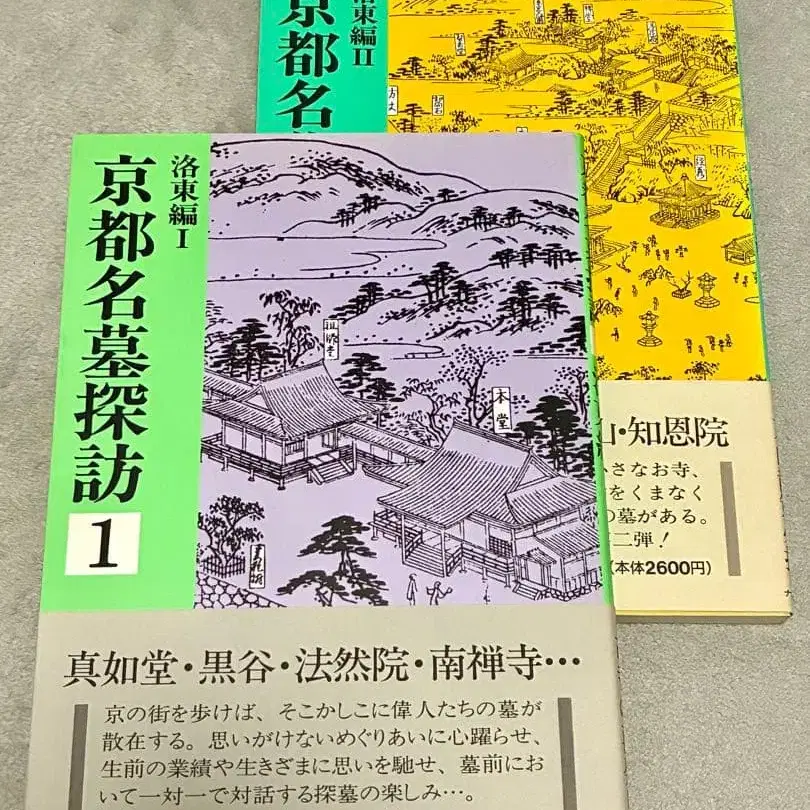 洛東編II
京都名
洛東編I
京都名墓探訪
1
本堂
真如堂・黒谷・法然院・南禅寺…
京の街を歩けば、そこかしこに偉人たちの墓が
散在する。思いがけないめぐりあいに心躍らせ、
生前の業績や生きざまに思いを馳せ、墓前にお
いて一対一で対話する探墓の楽しみ…。
山・知恩院
さなお寺、
をくまなく
の墓がある。
二弾！
(本体2600円)